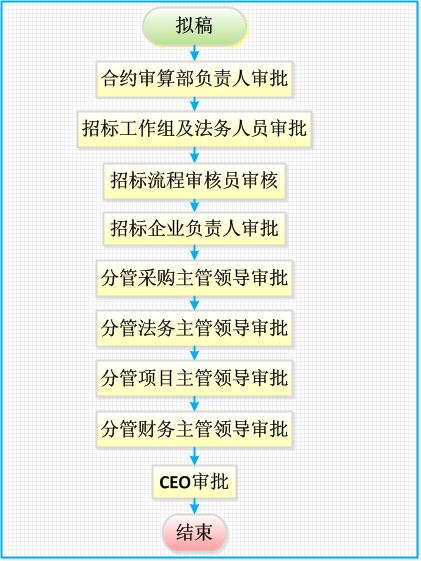 拟稿
合约审算部负责人审批
招标工作组及法务人员审批
招标流程审核员审核
招标企业负责人审批
分管采购主管领导审批
分管法务主管领导审批
分管项目主管领导审批
分管财务主管领导审批
CEO审批
结束